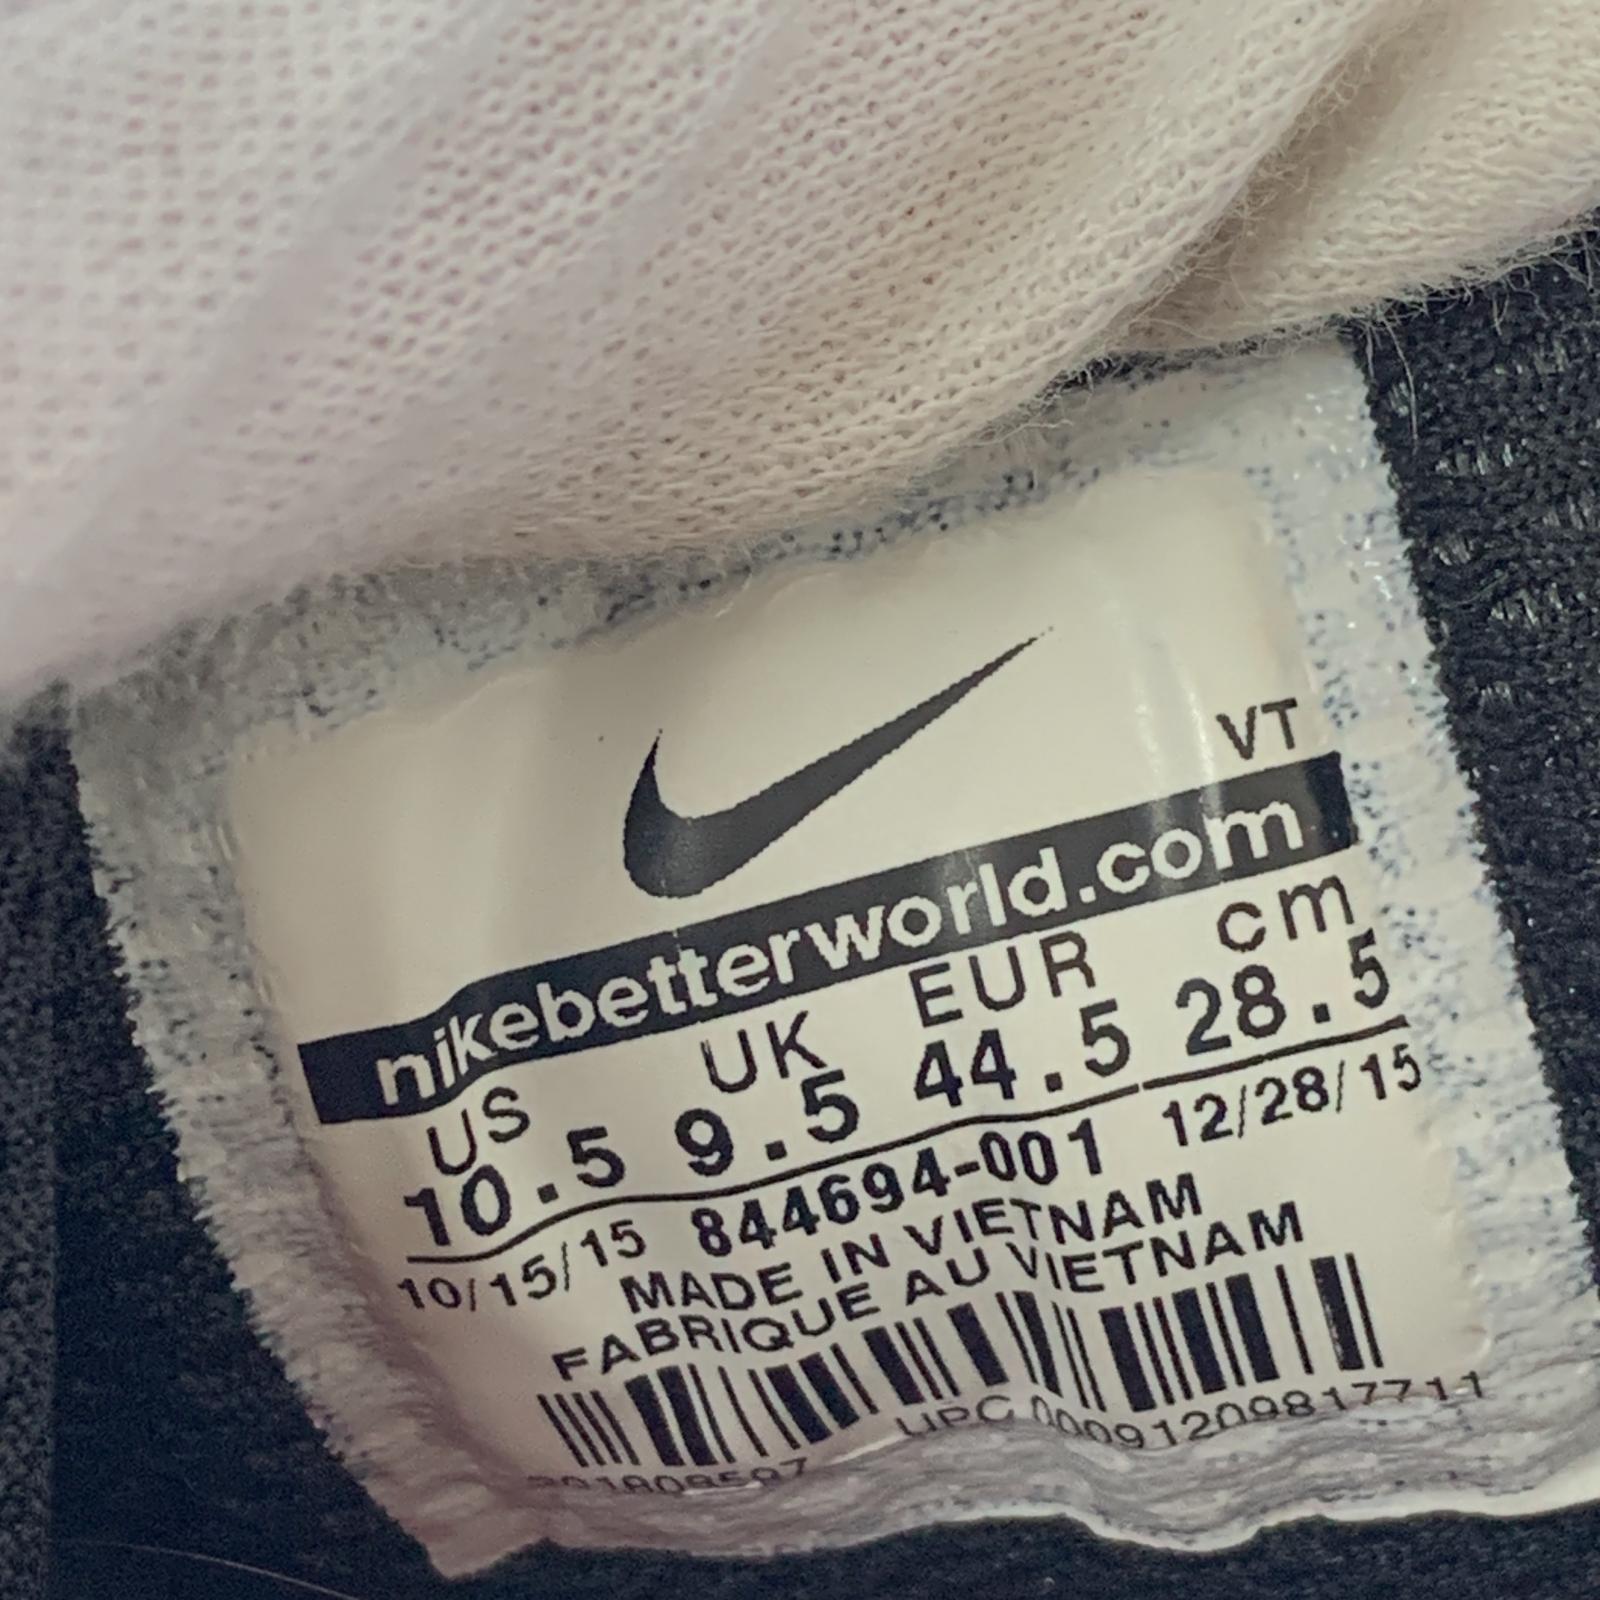 VT
nikebetterworld.com
US UK EUR cm
10.5 9.5 44.5 28.5
10/15/15 844694-001 12/28/15
MADE IN VIETNAM
FABRIQUE AU VIETNAM
UPC 00091209817711